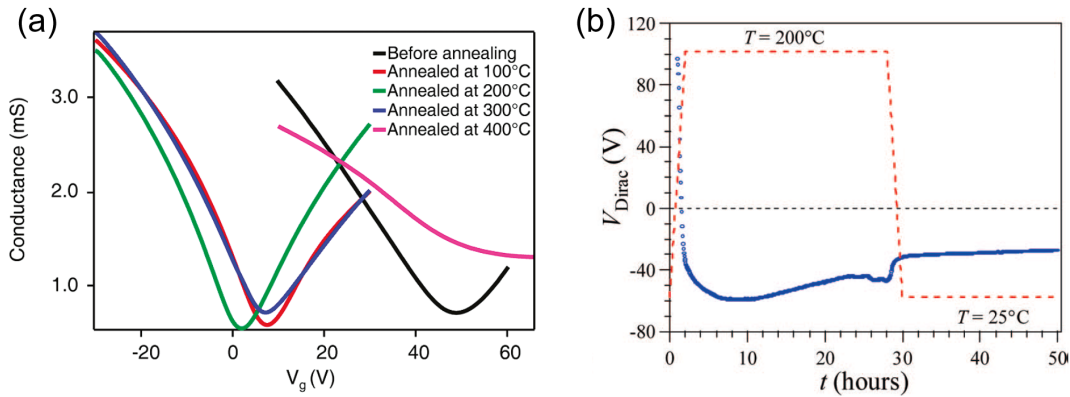 (a)
Before annealing
Annealed at 100°C
Annealed at 200°C
Annealed at 300°C
Annealed at 400°C
Conductance (mS)
3.0
2.0
1.0
-20
0
20
40
60
Vg (V)
(b)
T = 200°C
120
80
40
0
-40
-80
VDirac (V)
T = 25°C
0
10
20
30
40
50
t (hours)